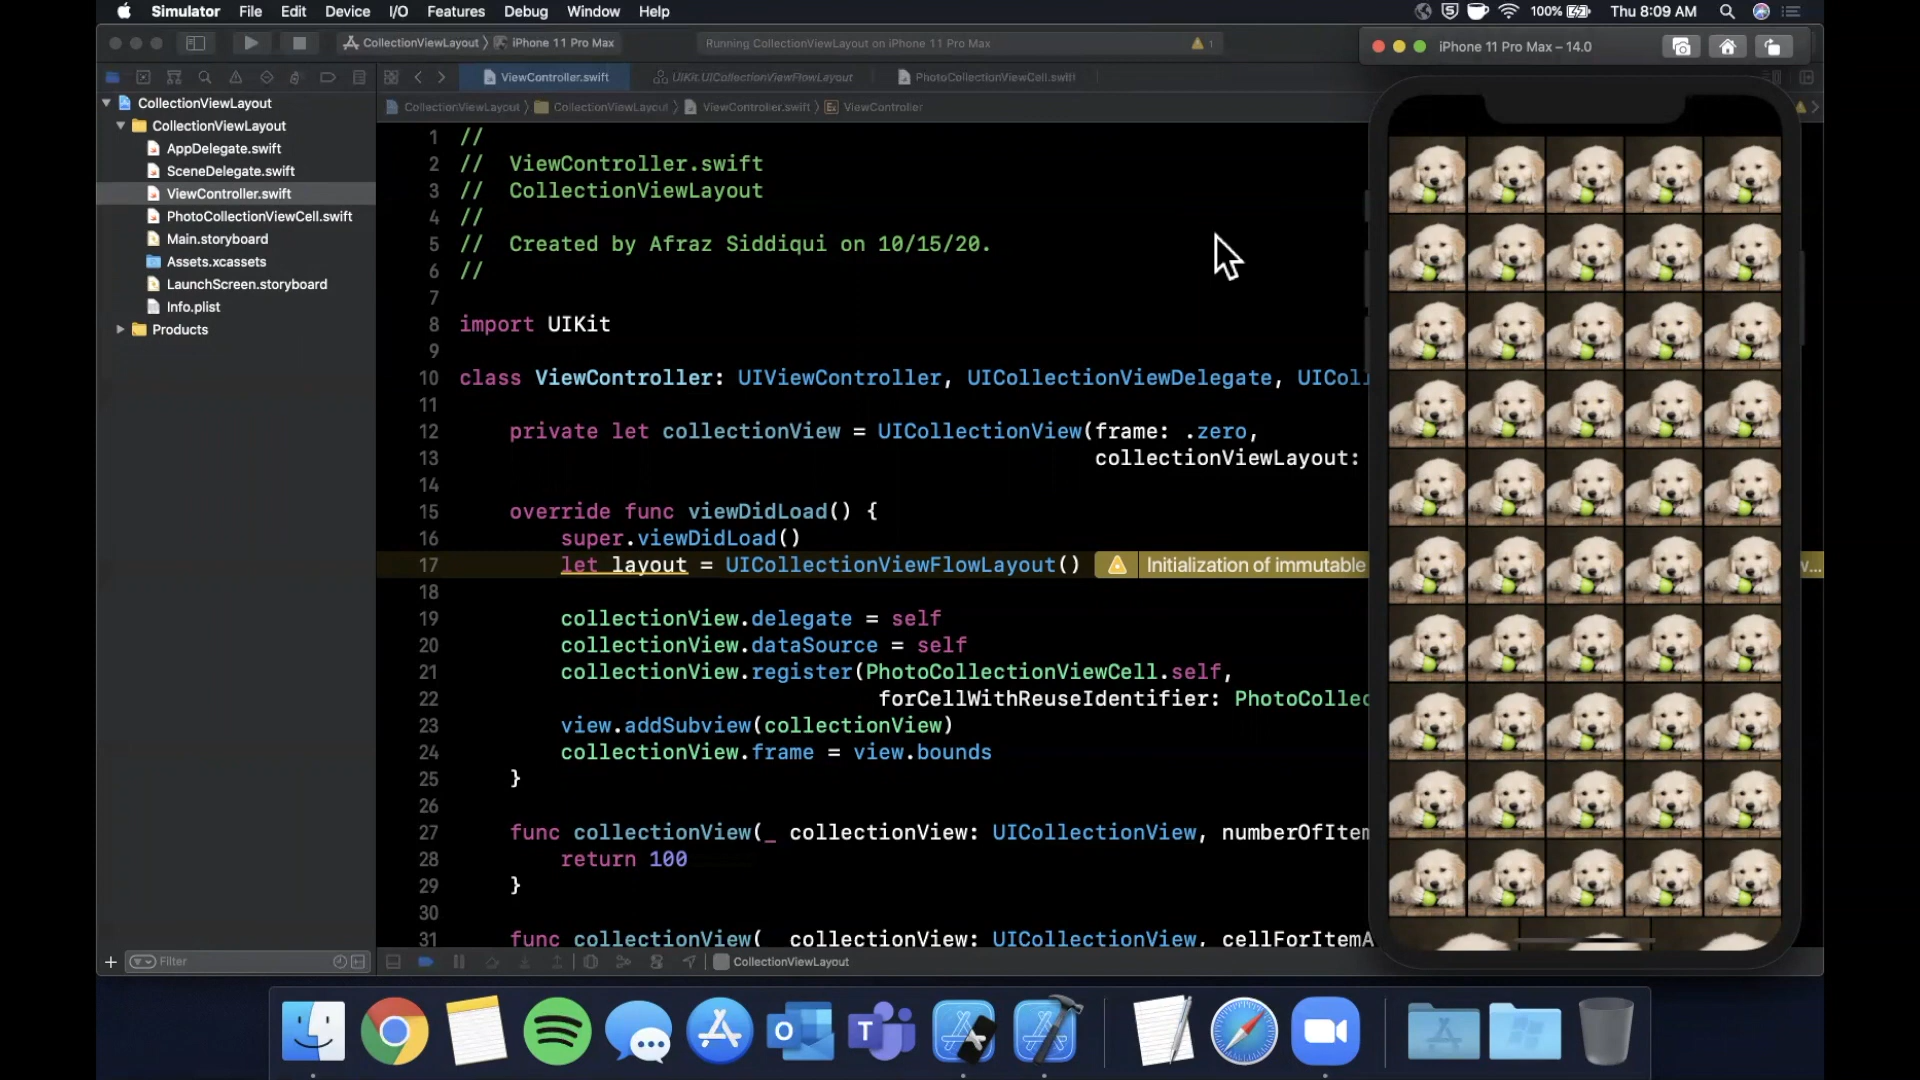 Simulator File Edit View Device I/O Features Debug Window Help 100% Thu 8:09 AM
CollectionViewLayout iPhone 11 Pro Max Running CollectionViewLayout on iPhone 11 Pro Max 1
iPhone 11 Pro Max – 14.0
ViewController.swift UIKit.UICollectionViewFlowLayout PhotoCollectionViewCell.swift
CollectionViewLayout CollectionViewLayout ViewController.swift Ex ViewController
CollectionViewLayout
CollectionViewLayout
AppDelegate.swift
SceneDelegate.swift
ViewController.swift
PhotoCollectionViewCell.swift
Main.storyboard
Assets.xcassets
LaunchScreen.storyboard
Info.plist
Products
1 //
2 // ViewController.swift
3 // CollectionViewLayout
4 //
5 // Created by Afraz Siddiqui on 10/15/20.
6 //
7
8 import UIKit
9
10 class ViewController: UIViewController, UICollectionViewDelegate, UIColl
11
12 private let collectionView = UICollectionView(frame: .zero,
13 collectionViewLayout:
14
15 override func viewDidLoad() {
16 super.viewDidLoad()
17 let layout = UICollectionViewFlowLayout() Initialization of immutable
18
19 collectionView.delegate = self
20 collectionView.dataSource = self
21 collectionView.register(PhotoCollectionViewCell.self,
22 forCellWithReuseIdentifier: PhotoCollec
23 view.addSubview(collectionView)
24 collectionView.frame = view.bounds
25 }
26
27 func collectionView(_ collectionView: UICollectionView, numberOfItem
28 return 100
29 }
30
31 func collectionView(_ collectionView: UICollectionView, cellForItemA
Filter
CollectionViewLayout